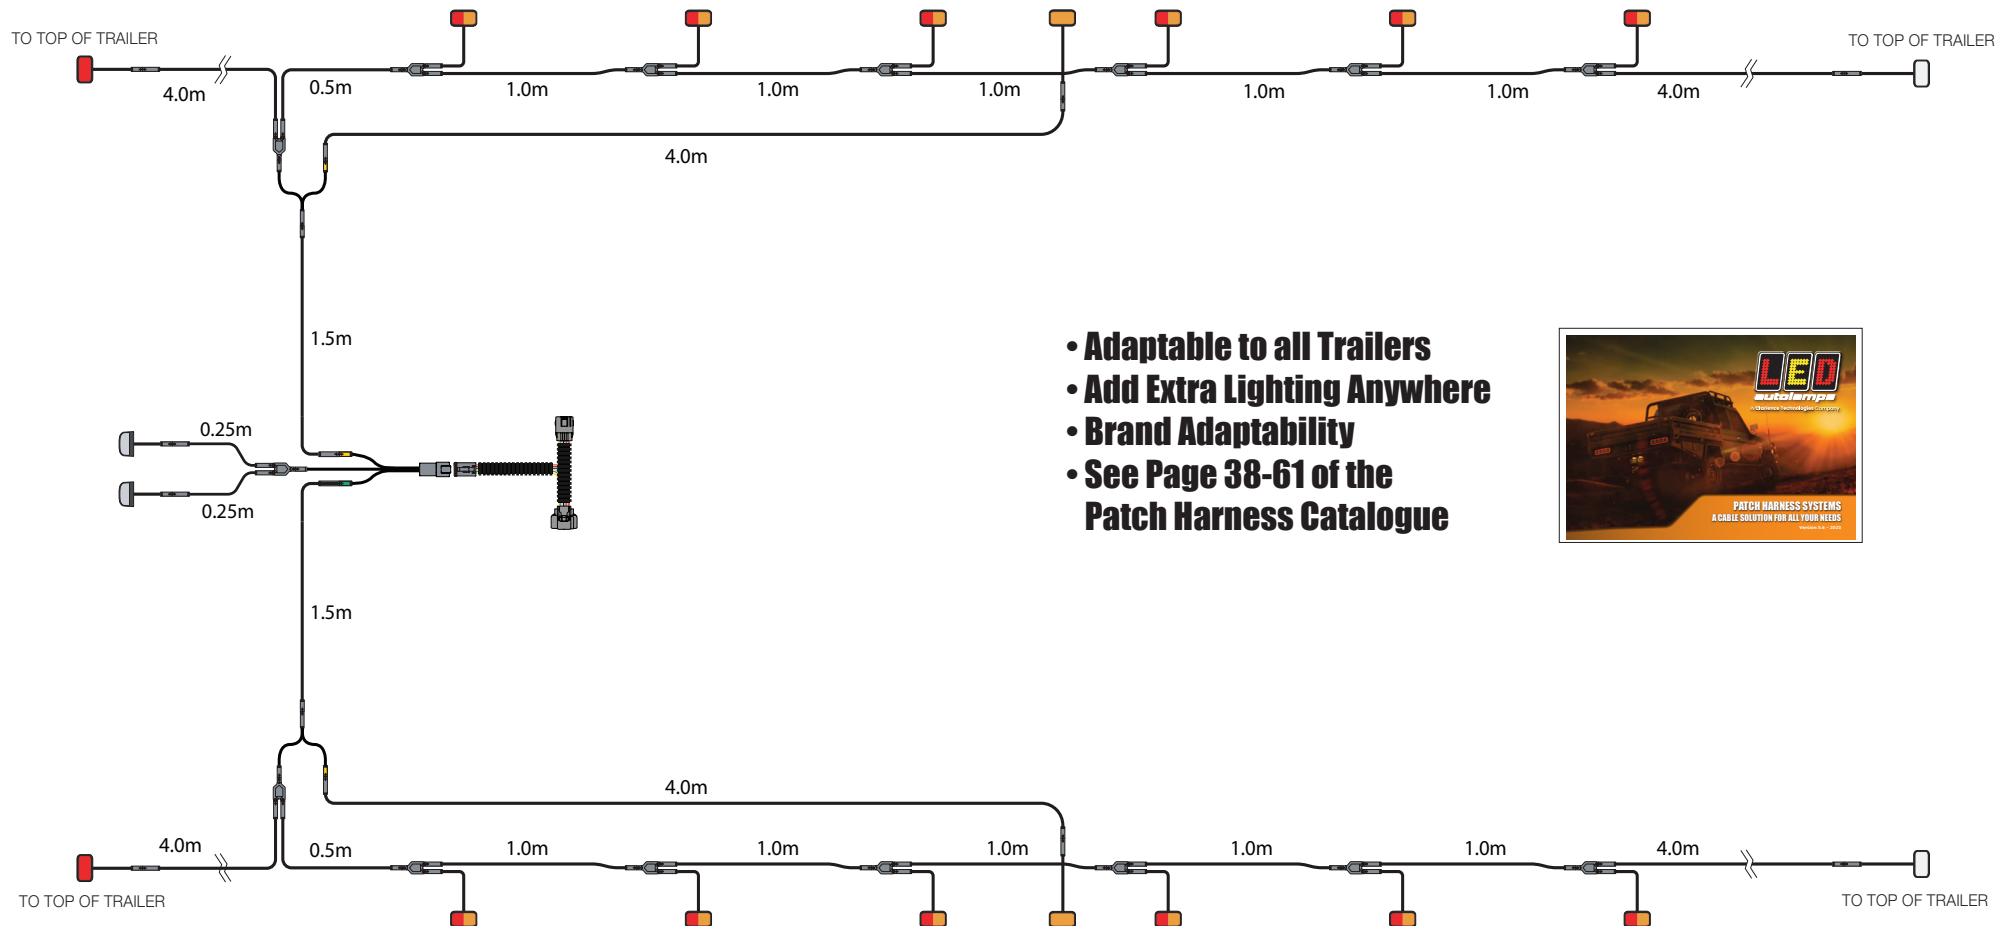 TO TOP OF TRAILER
TO TOP OF TRAILER
4.0m
0.5m
1.0m
1.0m
1.0m
1.0m
1.0m
4.0m
4.0m
1.5m
• Adaptable to all Trailers
• Add Extra Lighting Anywhere
• Brand Adaptability
• See Page 38-61 of the
Patch Harness Catalogue
LED
autolamps
A Clarience Technologies Company
PATCH HARNESS SYSTEMS
A CABLE SOLUTION FOR ALL YOUR NEEDS
0.25m
0.25m
1.5m
4.0m
4.0m
0.5m
1.0m
1.0m
1.0m
1.0m
1.0m
4.0m
TO TOP OF TRAILER
TO TOP OF TRAILER